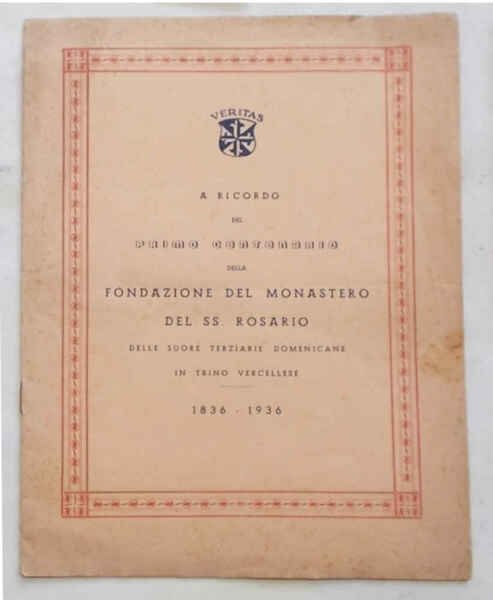 VERITAS
A RICORDO
DEL
PRIMO CENTENARIO
DELLA
FONDAZIONE DEL MONASTERO
DEL SS. ROSARIO
DELLE SUORE TERZIARIE DOMENICANE
IN TRINO VERCELLESE
1836 - 1936